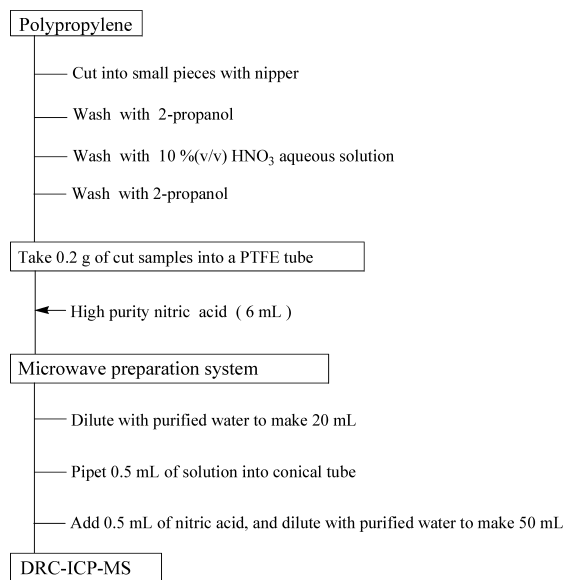 Polypropylene
Cut into small pieces with nipper
Wash with 2-propanol
Wash with 10 %(v/v) HNO3 aqueous solution
Wash with 2-propanol
Take 0.2 g of cut samples into a PTFE tube
High purity nitric acid ( 6 mL )
Microwave preparation system
Dilute with purified water to make 20 mL
Pipet 0.5 mL of solution into conical tube
Add 0.5 mL of nitric acid, and dilute with purified water to make 50 mL
DRC-ICP-MS